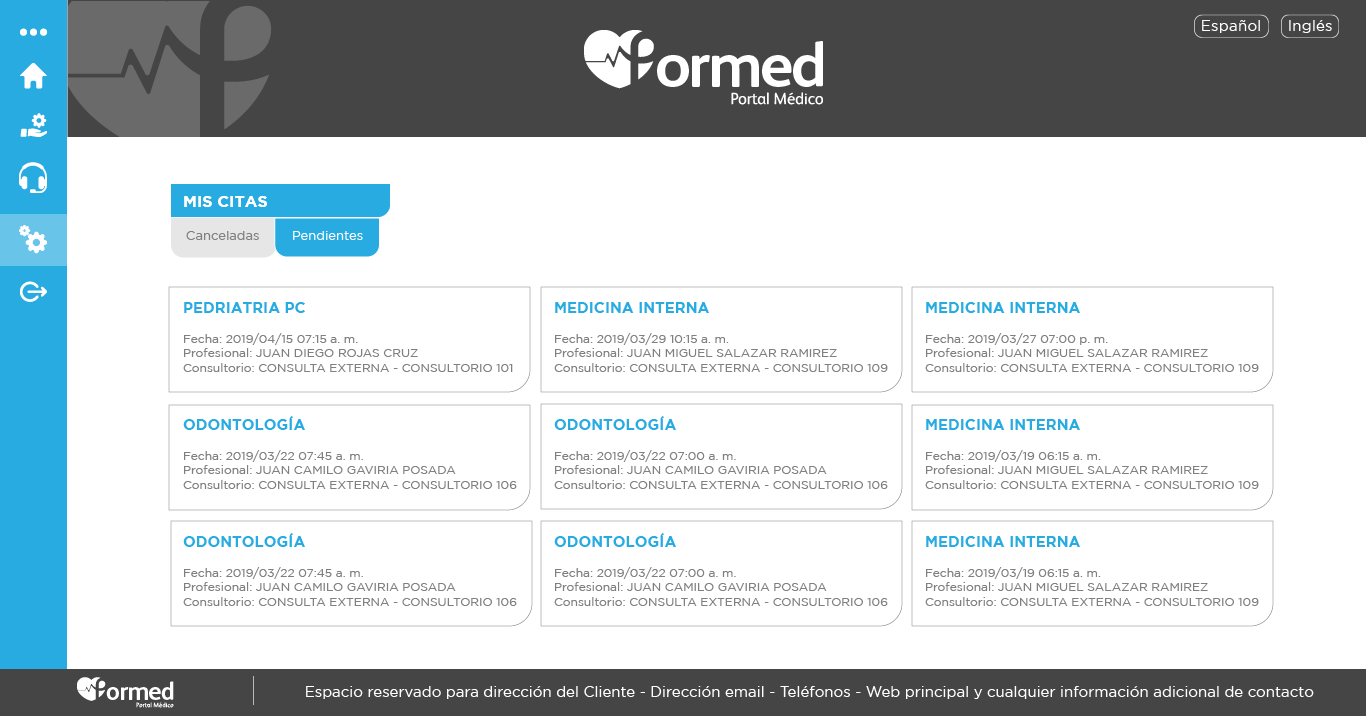 Español
Inglés
formed
Portal Médico
MIS CITAS
Canceladas
Pendientes
PEDRIATRIA PC
Fecha: 2019/04/15 07:15 a. m.
Profesional: JUAN DIEGO ROJAS CRUZ
Consultorio: CONSULTA EXTERNA - CONSULTORIO 101
MEDICINA INTERNA
Fecha: 2019/03/29 10:15 a. m.
Profesional: JUAN MIGUEL SALAZAR RAMIREZ
Consultorio: CONSULTA EXTERNA - CONSULTORIO 109
MEDICINA INTERNA
Fecha: 2019/03/27 07:00 p. m.
Profesional: JUAN MIGUEL SALAZAR RAMIREZ
Consultorio: CONSULTA EXTERNA - CONSULTORIO 109
ODONTOLOGÍA
Fecha: 2019/03/22 07:45 a. m.
Profesional: JUAN CAMILO GAVIRIA POSADA
Consultorio: CONSULTA EXTERNA - CONSULTORIO 106
ODONTOLOGÍA
Fecha: 2019/03/22 07:00 a. m.
Profesional: JUAN CAMILO GAVIRIA POSADA
Consultorio: CONSULTA EXTERNA - CONSULTORIO 106
MEDICINA INTERNA
Fecha: 2019/03/19 06:15 a. m.
Profesional: JUAN MIGUEL SALAZAR RAMIREZ
Consultorio: CONSULTA EXTERNA - CONSULTORIO 109
ODONTOLOGÍA
Fecha: 2019/03/22 07:45 a. m.
Profesional: JUAN CAMILO GAVIRIA POSADA
Consultorio: CONSULTA EXTERNA - CONSULTORIO 106
ODONTOLOGÍA
Fecha: 2019/03/22 07:00 a. m.
Profesional: JUAN CAMILO GAVIRIA POSADA
Consultorio: CONSULTA EXTERNA - CONSULTORIO 106
MEDICINA INTERNA
Fecha: 2019/03/19 06:15 a. m.
Profesional: JUAN MIGUEL SALAZAR RAMIREZ
Consultorio: CONSULTA EXTERNA - CONSULTORIO 109
formed
Portal Médico
Espacio reservado para dirección del Cliente - Dirección email - Teléfonos - Web principal y cualquier información adicional de contacto